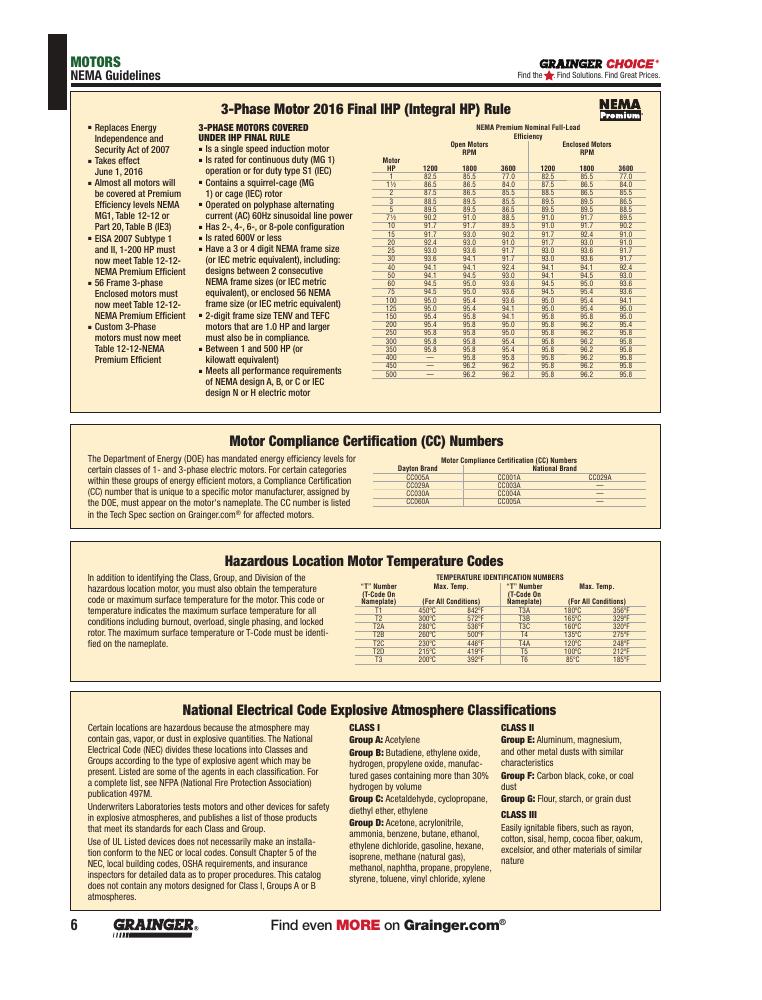 MOTORS
NEMA Guidelines
GRAINGER CHOICE
Find the ★. Find Solutions. Find Great Prices.
3-Phase Motor 2016 Final IHP (Integral HP) Rule
NEMA
Premium
▪ Replaces Energy
Independence and
Security Act of 2007
▪ Takes effect
June 1, 2016
▪ Almost all motors will
be covered at Premium
Efficiency levels NEMA
MG1, Table 12-12 or
Part 20, Table B (IE3)
▪ EISA 2007 Subtype 1
and II, 1-200 HP must
now meet Table 12-12-
NEMA Premium Efficient
▪ 56 Frame 3-phase
Enclosed motors must
now meet Table 12-12-
NEMA Premium Efficient
▪ Custom 3-Phase
motors must now meet
Table 12-12-NEMA
Premium Efficient
3-PHASE MOTORS COVERED
UNDER IHP FINAL RULE
▪ Is a single speed induction motor
▪ Is rated for continuous duty (MG 1)
operation or for duty type S1 (IEC)
▪ Contains a squirrel-cage (MG
1) or cage (IEC) rotor
▪ Operated on polyphase alternating
current (AC) 60Hz sinusoidal line power
▪ Has 2-, 4-, 6-, or 8-pole configuration
▪ Is rated 600V or less
▪ Have a 3 or 4 digit NEMA frame size
(or IEC metric equivalent), including:
designs between 2 consecutive
NEMA frame sizes (or IEC metric
equivalent), or enclosed 56 NEMA
frame size (or IEC metric equivalent)
▪ 2-digit frame size TENV and TEFC
motors that are 1.0 HP and larger
must also be in compliance.
▪ Between 1 and 500 HP (or
kilowatt equivalent)
▪ Meets all performance requirements
of NEMA design A, B, or C or IEC
design N or H electric motor
NEMA Premium Nominal Full-Load
Efficiency
Open Motors Enclosed Motors
RPM RPM
Motor
HP 1200 1800 3600 1200 1800 3600
1 82.5 85.5 77.0 82.5 85.5 77.0
1½ 86.5 86.5 84.0 87.5 86.5 84.0
2 87.5 86.5 85.5 88.5 86.5 85.5
3 88.5 89.5 85.5 89.5 89.5 86.5
5 89.5 89.5 86.5 89.5 89.5 88.5
7½ 90.2 91.0 88.5 91.0 91.7 89.5
10 91.7 91.7 89.5 91.0 91.7 90.2
15 91.7 93.0 90.2 91.7 92.4 91.0
20 92.4 93.0 91.0 91.7 93.0 91.0
25 93.0 93.6 91.7 93.0 93.6 91.7
30 93.6 94.1 91.7 93.0 93.6 91.7
40 94.1 94.1 92.4 94.1 94.1 92.4
50 94.1 94.5 93.0 94.1 94.5 93.0
60 94.5 95.0 93.6 94.5 95.0 93.6
75 94.5 95.0 93.6 94.5 95.4 93.6
100 95.0 95.4 93.6 95.0 95.4 94.1
125 95.0 95.4 94.1 95.0 95.4 95.0
150 95.4 95.8 94.1 95.8 95.8 95.0
200 95.4 95.8 95.0 95.8 96.2 95.4
250 95.8 95.8 95.0 95.8 96.2 95.8
300 95.8 95.8 95.4 95.8 96.2 95.8
350 95.8 95.8 95.4 95.8 96.2 95.8
400 — 95.8 95.8 95.8 96.2 95.8
450 — 96.2 96.2 95.8 96.2 95.8
500 — 96.2 96.2 95.8 96.2 95.8
Motor Compliance Certification (CC) Numbers
The Department of Energy (DOE) has mandated energy efficiency levels for
certain classes of 1- and 3-phase electric motors. For certain categories
within these groups of energy efficient motors, a Compliance Certification
(CC) number that is unique to a specific motor manufacturer, assigned by
the DOE, must appear on the motor's nameplate. The CC number is listed
in the Tech Spec section on Grainger.com® for affected motors.
Motor Compliance Certification (CC) Numbers
Dayton Brand National Brand
CC005A CC001A CC029A
CC029A CC003A —
CC030A CC004A —
CC060A CC005A —
Hazardous Location Motor Temperature Codes
In addition to identifying the Class, Group, and Division of the
hazardous location motor, you must also obtain the temperature
code or maximum surface temperature for the motor. This code or
temperature indicates the maximum surface temperature for all
conditions including burnout, overload, single phasing, and locked
rotor. The maximum surface temperature or T-Code must be identi-
fied on the nameplate.
TEMPERATURE IDENTIFICATION NUMBERS
"T" Number Max. Temp. "T" Number Max. Temp.
(T-Code On (T-Code On
Nameplate) (For All Conditions) Nameplate) (For All Conditions)
T1 450°C 842°F T3A 180°C 356°F
T2 300°C 572°F T3B 165°C 329°F
T2A 280°C 536°F T3C 160°C 320°F
T2B 260°C 500°F T4 135°C 275°F
T2C 230°C 446°F T4A 120°C 248°F
T2D 215°C 419°F T5 100°C 212°F
T3 200°C 392°F T6 85°C 185°F
National Electrical Code Explosive Atmosphere Classifications
Certain locations are hazardous because the atmosphere may
contain gas, vapor, or dust in explosive quantities. The National
Electrical Code (NEC) divides these locations into Classes and
Groups according to the type of explosive agent which may be
present. Listed are some of the agents in each classification. For
a complete list, see NFPA (National Fire Protection Association)
publication 497M.
Underwriters Laboratories tests motors and other devices for safety
in explosive atmospheres, and publishes a list of those products
that meet its standards for each Class and Group.
Use of UL Listed devices does not necessarily make an installa-
tion conform to the NEC or local codes. Consult Chapter 5 of the
NEC, local building codes, OSHA requirements, and insurance
inspectors for detailed data as to proper procedures. This catalog
does not contain any motors designed for Class I, Groups A or B
atmospheres.
CLASS I
Group A: Acetylene
Group B: Butadiene, ethylene oxide,
hydrogen, propylene oxide, manufac-
tured gases containing more than 30%
hydrogen by volume
Group C: Acetaldehyde, cyclopropane,
diethyl ether, ethylene
Group D: Acetone, acrylonitrile,
ammonia, benzene, butane, ethanol,
ethylene dichloride, gasoline, hexane,
isoprene, methane (natural gas),
methanol, naphtha, propane, propylene,
styrene, toluene, vinyl chloride, xylene
CLASS II
Group E: Aluminum, magnesium,
and other metal dusts with similar
characteristics
Group F: Carbon black, coke, or coal
dust
Group G: Flour, starch, or grain dust
CLASS III
Easily ignitable fibers, such as rayon,
cotton, sisal, hemp, cocoa fiber, oakum,
excelsior, and other materials of similar
nature
6
GRAINGER®
Find even MORE on Grainger.com®